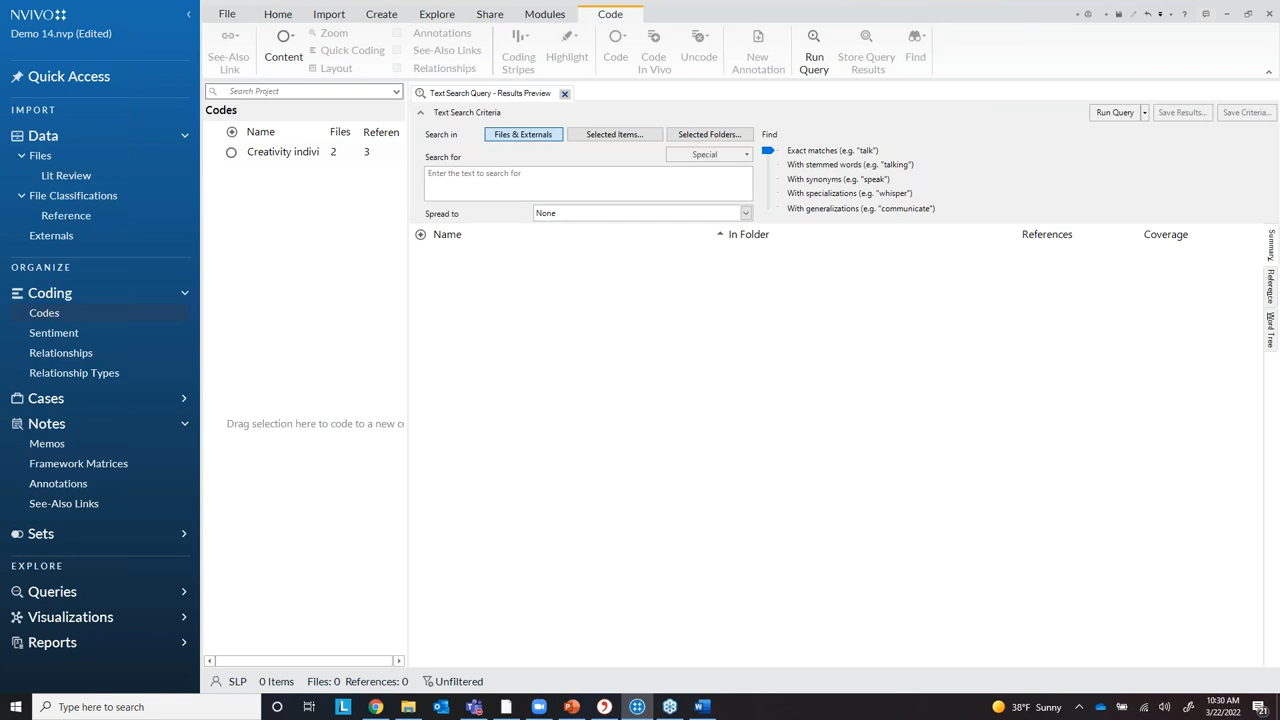 NVIVO
Demo 14.nvp (Edited)
Quick Access
IMPORT
Data
Files
Lit Review
File Classifications
Reference
Externals
ORGANIZE
Coding
Codes
Sentiment
Relationships
Relationship Types
Cases
Notes
Memos
Framework Matrices
Annotations
See-Also Links
Sets
EXPLORE
Queries
Visualizations
Reports
File Home Import Create Explore Share Modules Code
See-Also Link
Content
Zoom
Quick Coding
Layout
Annotations
See-Also Links
Relationships
Coding Stripes
Highlight
Code
Code In Vivo
Uncode
New Annotation
Run Query
Store Query Results
Find
Search Project
Codes
Name Files Referen
Creativity indivi 2 3
Drag selection here to code to a new co
Text Search Query - Results Preview
Text Search Criteria
Run Query Save Results... Save Criteria...
Search in Files & Externals Selected Items... Selected Folders... Find
Search for Special
Enter the text to search for
Spread to None
Exact matches (e.g. "talk")
With stemmed words (e.g. "talking")
With synonyms (e.g. "speak")
With specializations (e.g. "whisper")
With generalizations (e.g. "communicate")
Name In Folder References Coverage
Summary
Reference
Word Tree
SLP 0 Items Files: 0 References: 0 Unfiltered
Type here to search
38°F Sunny
10:30 AM
3/22/2022